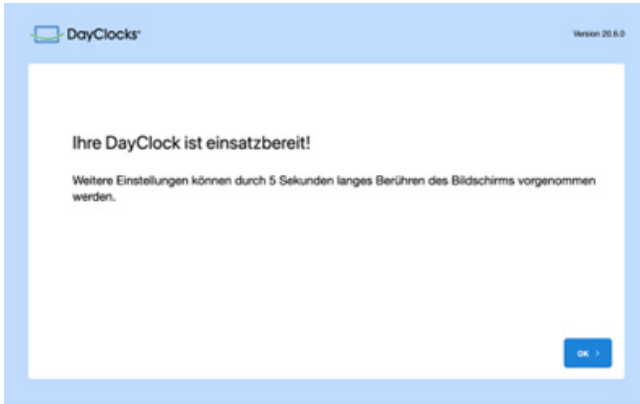 DayClocks®
Version 20.6.0
Ihre DayClock ist einsatzbereit!
Weitere Einstellungen können durch 5 Sekunden langes Berühren des Bildschirms vorgenommen
werden.
OK >